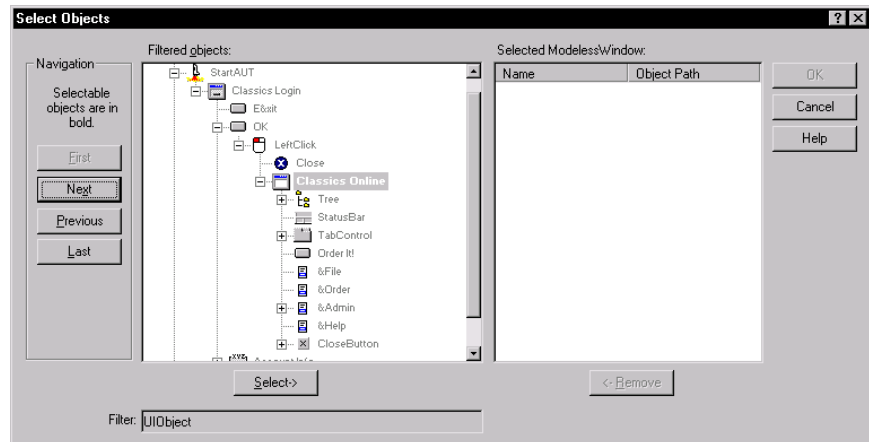 Select Objects
Navigation
Selectable
objects are in
bold.
First
Next
Previous
Last
Filtered objects:
StartAUT
Classics Login
E&xit
OK
LeftClick
Close
Classics Online
Tree
StatusBar
TabControl
Order It!
&File
&Order
&Admin
&Help
CloseButton
Select->
Selected ModelessWindow:
Name Object Path
<- Remove
OK
Cancel
Help
Filter: UIObject